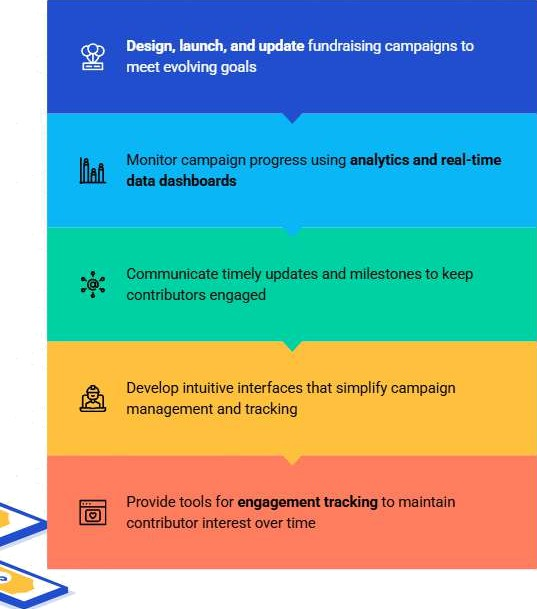 Design, launch, and update fundraising campaigns to
meet evolving goals
Monitor campaign progress using analytics and real-time
data dashboards
Communicate timely updates and milestones to keep
contributors engaged
Develop intuitive interfaces that simplify campaign
management and tracking
Provide tools for engagement tracking to maintain
contributor interest over time